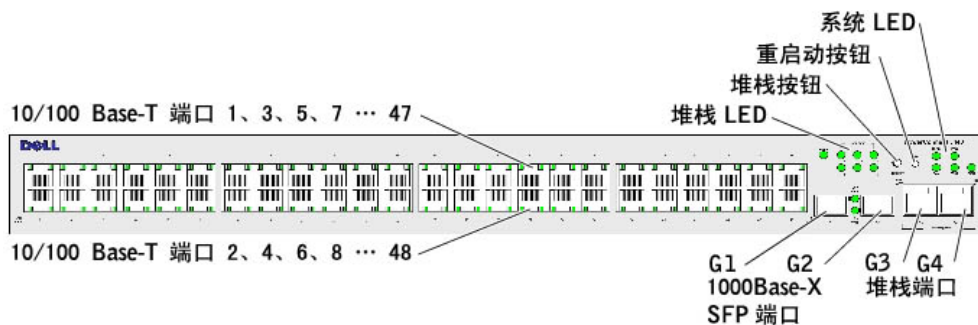 系统 LED
重启动按钮
堆栈按钮
堆栈 LED
10/100 Base-T 端口 1、3、5、7 … 47
DELL
10/100 Base-T 端口 2、4、6、8 … 48
G1 G2
1000Base-X
SFP 端口
G3 G4
堆栈端口